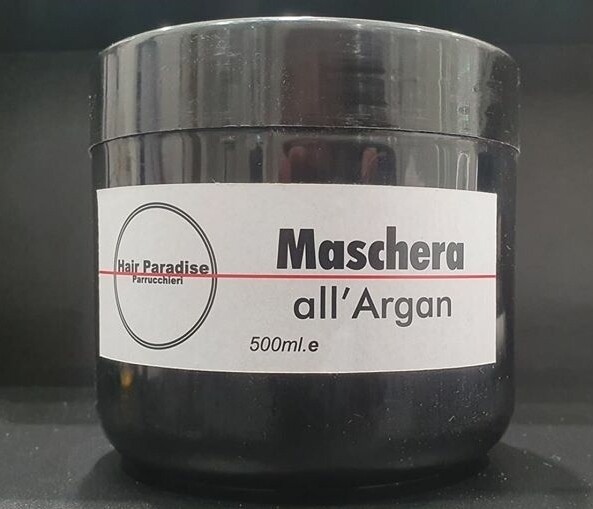 Hair Paradise
Parrucchieri
Maschera
all'Argan
500ml.e